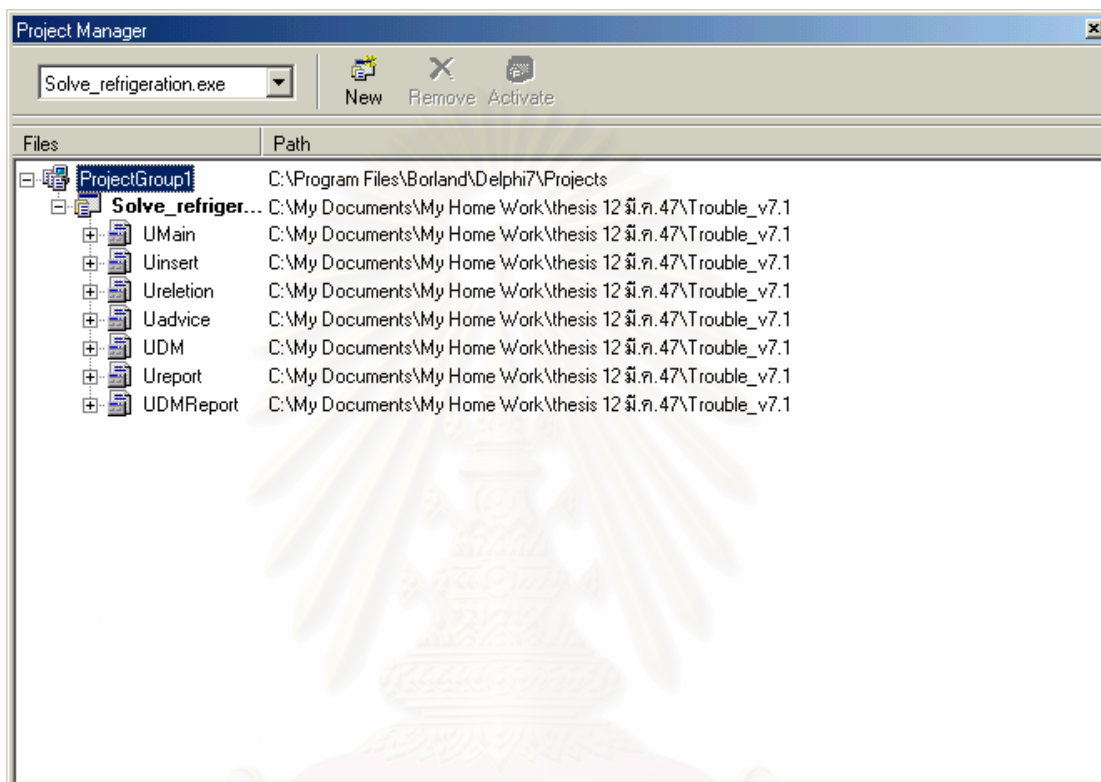 Project Manager
Solve_refrigeration.exe
New Remove Activate
Files Path
ProjectGroup1 C:\Program Files\Borland\Delphi7\Projects
Solve_refriger... C:\My Documents\My Home Work\thesis 12 มี.ค.47\Trouble_v7.1
UMain C:\My Documents\My Home Work\thesis 12 มี.ค.47\Trouble_v7.1
Uinsert C:\My Documents\My Home Work\thesis 12 มี.ค.47\Trouble_v7.1
Ureletion C:\My Documents\My Home Work\thesis 12 มี.ค.47\Trouble_v7.1
Uadvice C:\My Documents\My Home Work\thesis 12 มี.ค.47\Trouble_v7.1
UDM C:\My Documents\My Home Work\thesis 12 มี.ค.47\Trouble_v7.1
Ureport C:\My Documents\My Home Work\thesis 12 มี.ค.47\Trouble_v7.1
UDMReport C:\My Documents\My Home Work\thesis 12 มี.ค.47\Trouble_v7.1